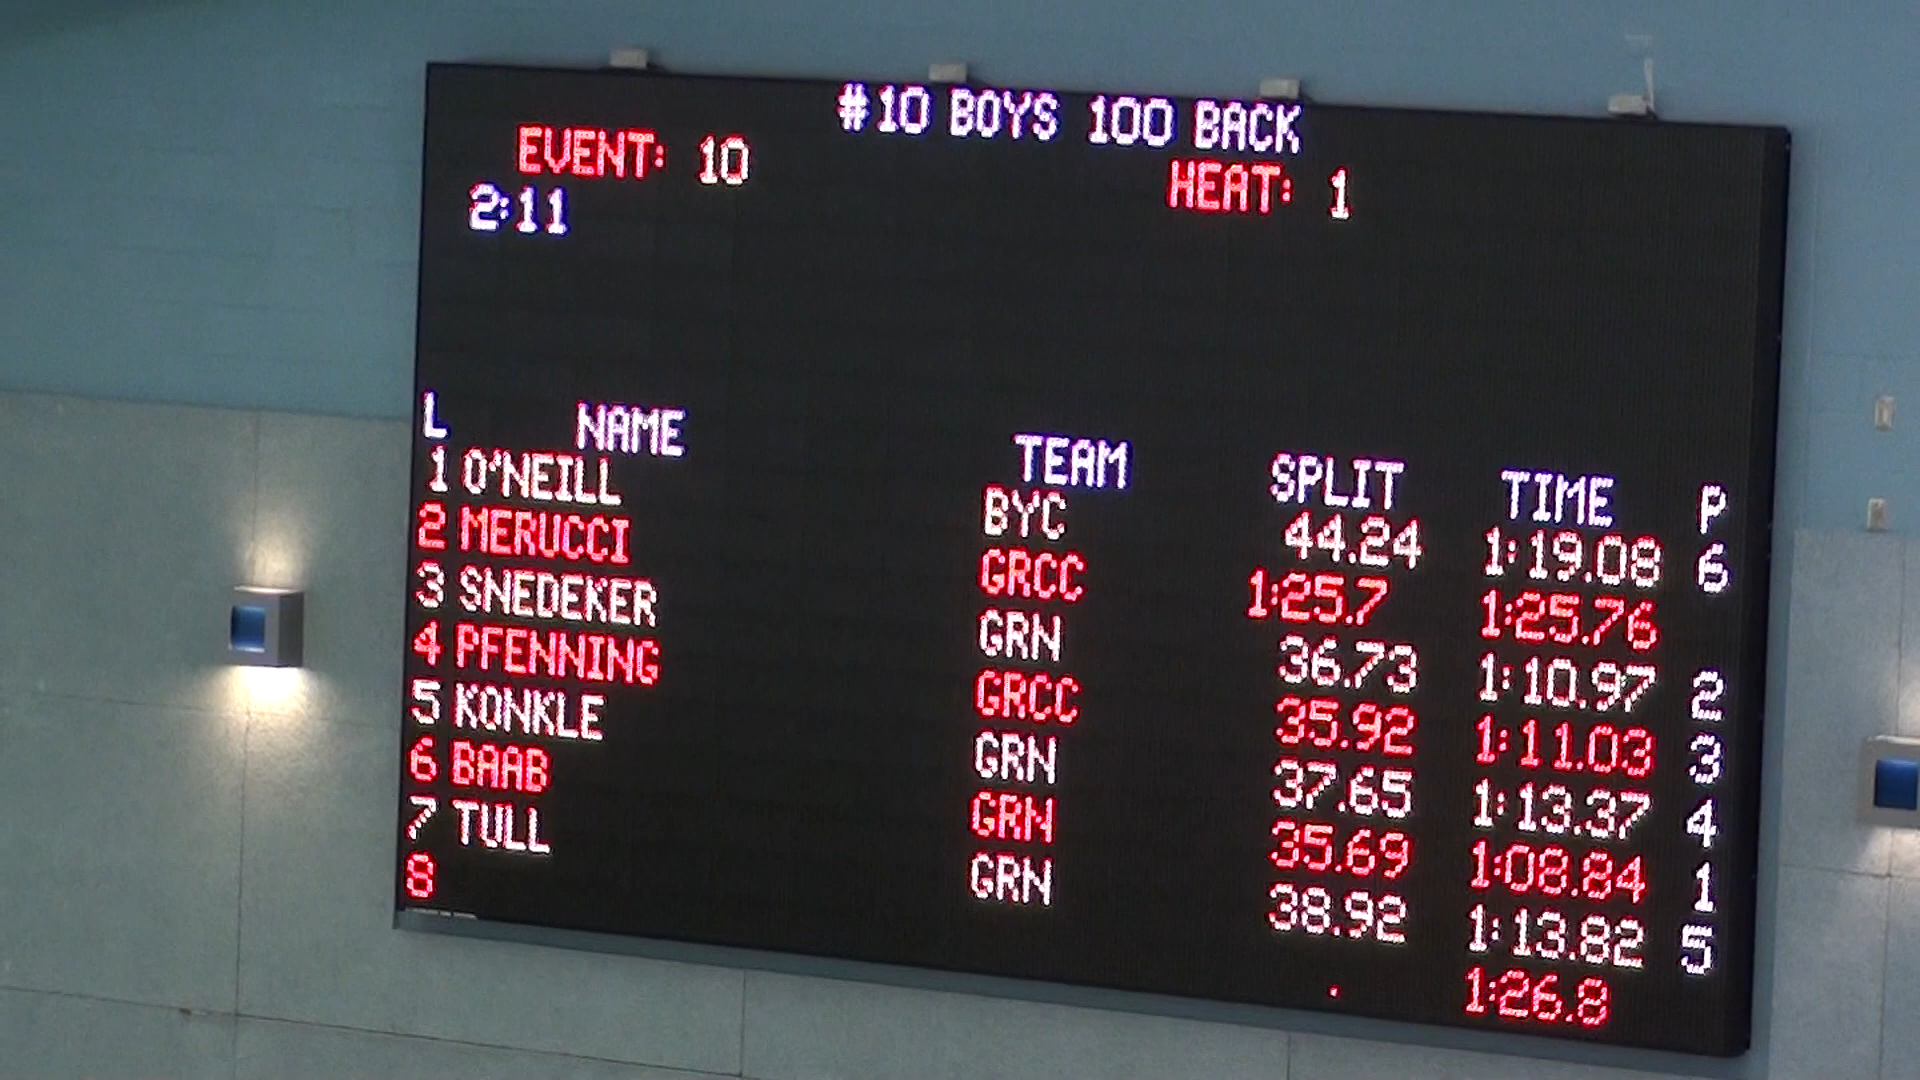 #10 BOYS 100 BACK
EVENT: 10 HEAT: 1
2:11
L NAME TEAM SPLIT TIME P
1 O'NEILL BYC 44.24 1:19.08 6
2 MERUCCI GRCC 1:25.7 1:25.76
3 SNEDEKER GRN 36.73 1:10.97 2
4 PFENNING GRCC 35.92 1:11.03 3
5 KONKLE GRN 37.65 1:13.37 4
6 BAAB GRN 35.69 1:08.84 1
7 TULL GRN 38.92 1:13.82 5
8 . 1:26.8